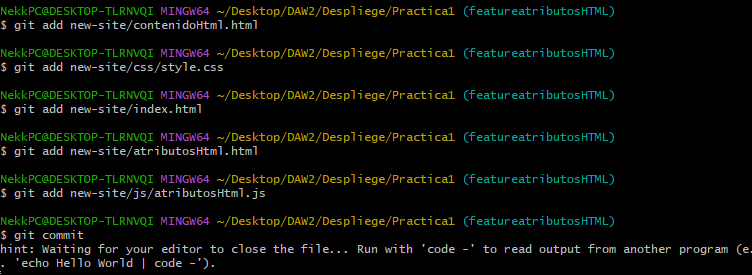 NekkPC@DESKTOP-TLRNVQI MINGW64 ~/Desktop/DAW2/Despliege/Practica1 (featureatributosHTML)
$ git add new-site/contenidoHtml.html
NekkPC@DESKTOP-TLRNVQI MINGW64 ~/Desktop/DAW2/Despliege/Practica1 (featureatributosHTML)
$ git add new-site/css/style.css
NekkPC@DESKTOP-TLRNVQI MINGW64 ~/Desktop/DAW2/Despliege/Practica1 (featureatributosHTML)
$ git add new-site/index.html
NekkPC@DESKTOP-TLRNVQI MINGW64 ~/Desktop/DAW2/Despliege/Practica1 (featureatributosHTML)
$ git add new-site/atributosHtml.html
NekkPC@DESKTOP-TLRNVQI MINGW64 ~/Desktop/DAW2/Despliege/Practica1 (featureatributosHTML)
$ git add new-site/js/atributosHtml.js
NekkPC@DESKTOP-TLRNVQI MINGW64 ~/Desktop/DAW2/Despliege/Practica1 (featureatributosHTML)
$ git commit
hint: Waiting for your editor to close the file... Run with 'code -' to read output from another program (e.
. 'echo Hello World | code -').